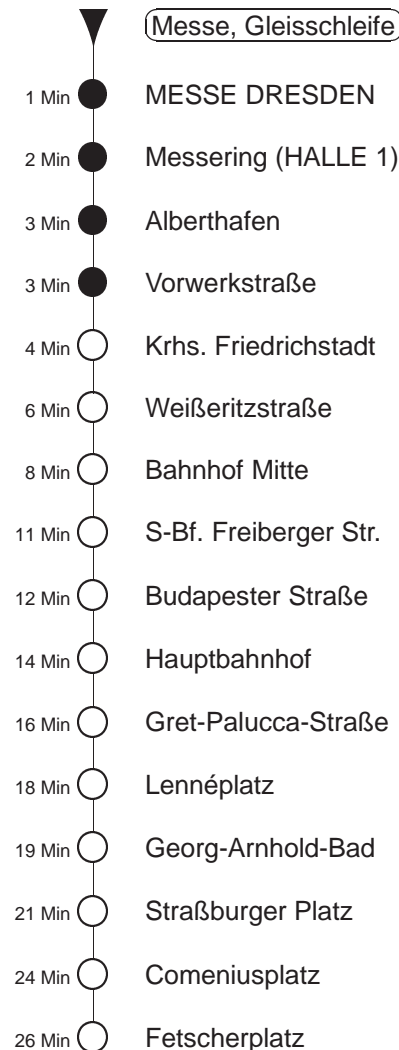 Messe, Gleisschleife
1 Min MESSE DRESDEN
2 Min Messering (HALLE 1)
3 Min Alberthafen
3 Min Vorwerkstraße
4 Min Krhs. Friedrichstadt
6 Min Weißeritzstraße
8 Min Bahnhof Mitte
11 Min S-Bf. Freiberger Str.
12 Min Budapester Straße
14 Min Hauptbahnhof
16 Min Gret-Palucca-Straße
18 Min Lennéplatz
19 Min Georg-Arnhold-Bad
21 Min Straßburger Platz
24 Min Comeniusplatz
26 Min Fetscherplatz